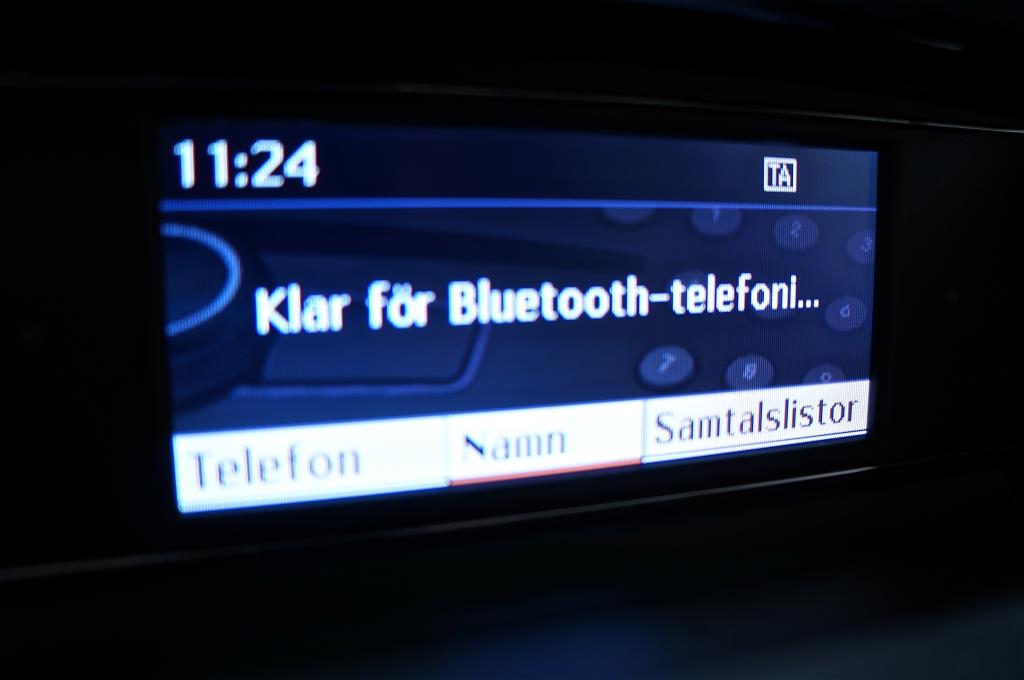 11:24 TA
Klar för Bluetooth-telefoni...
Telefon Namn Samtalslistor